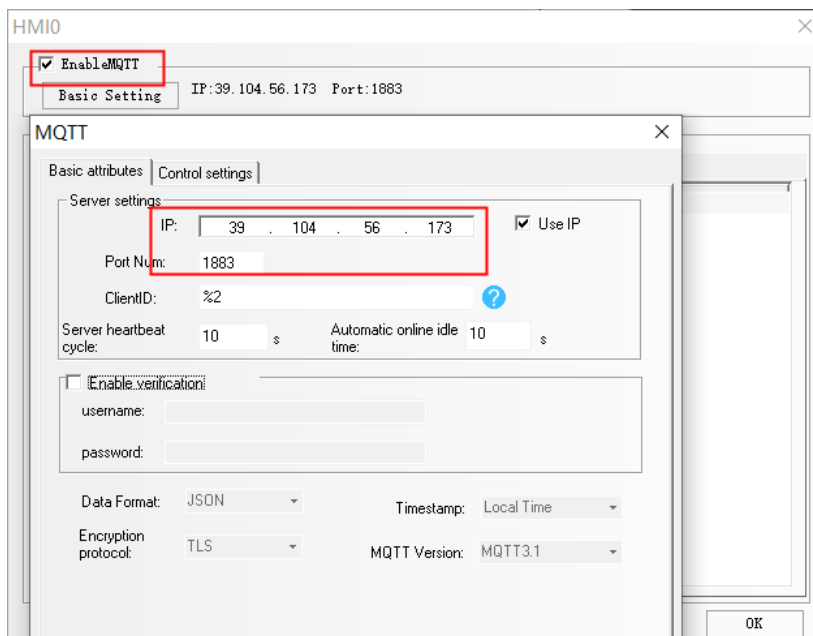 HMI0
EnableMQTT
Basic Setting IP:39.104.56.173 Port:1883
MQTT
Basic attributes Control settings
Server settings
IP: 39 . 104 . 56 . 173 Use IP
Port Num: 1883
ClientID: %2 ?
Server heartbeat cycle: 10 s Automatic online idle time: 10 s
Enable verification
username:
password:
Data Format: JSON Timestamp: Local Time
Encryption protocol: TLS MQTT Version: MQTT3.1
OK